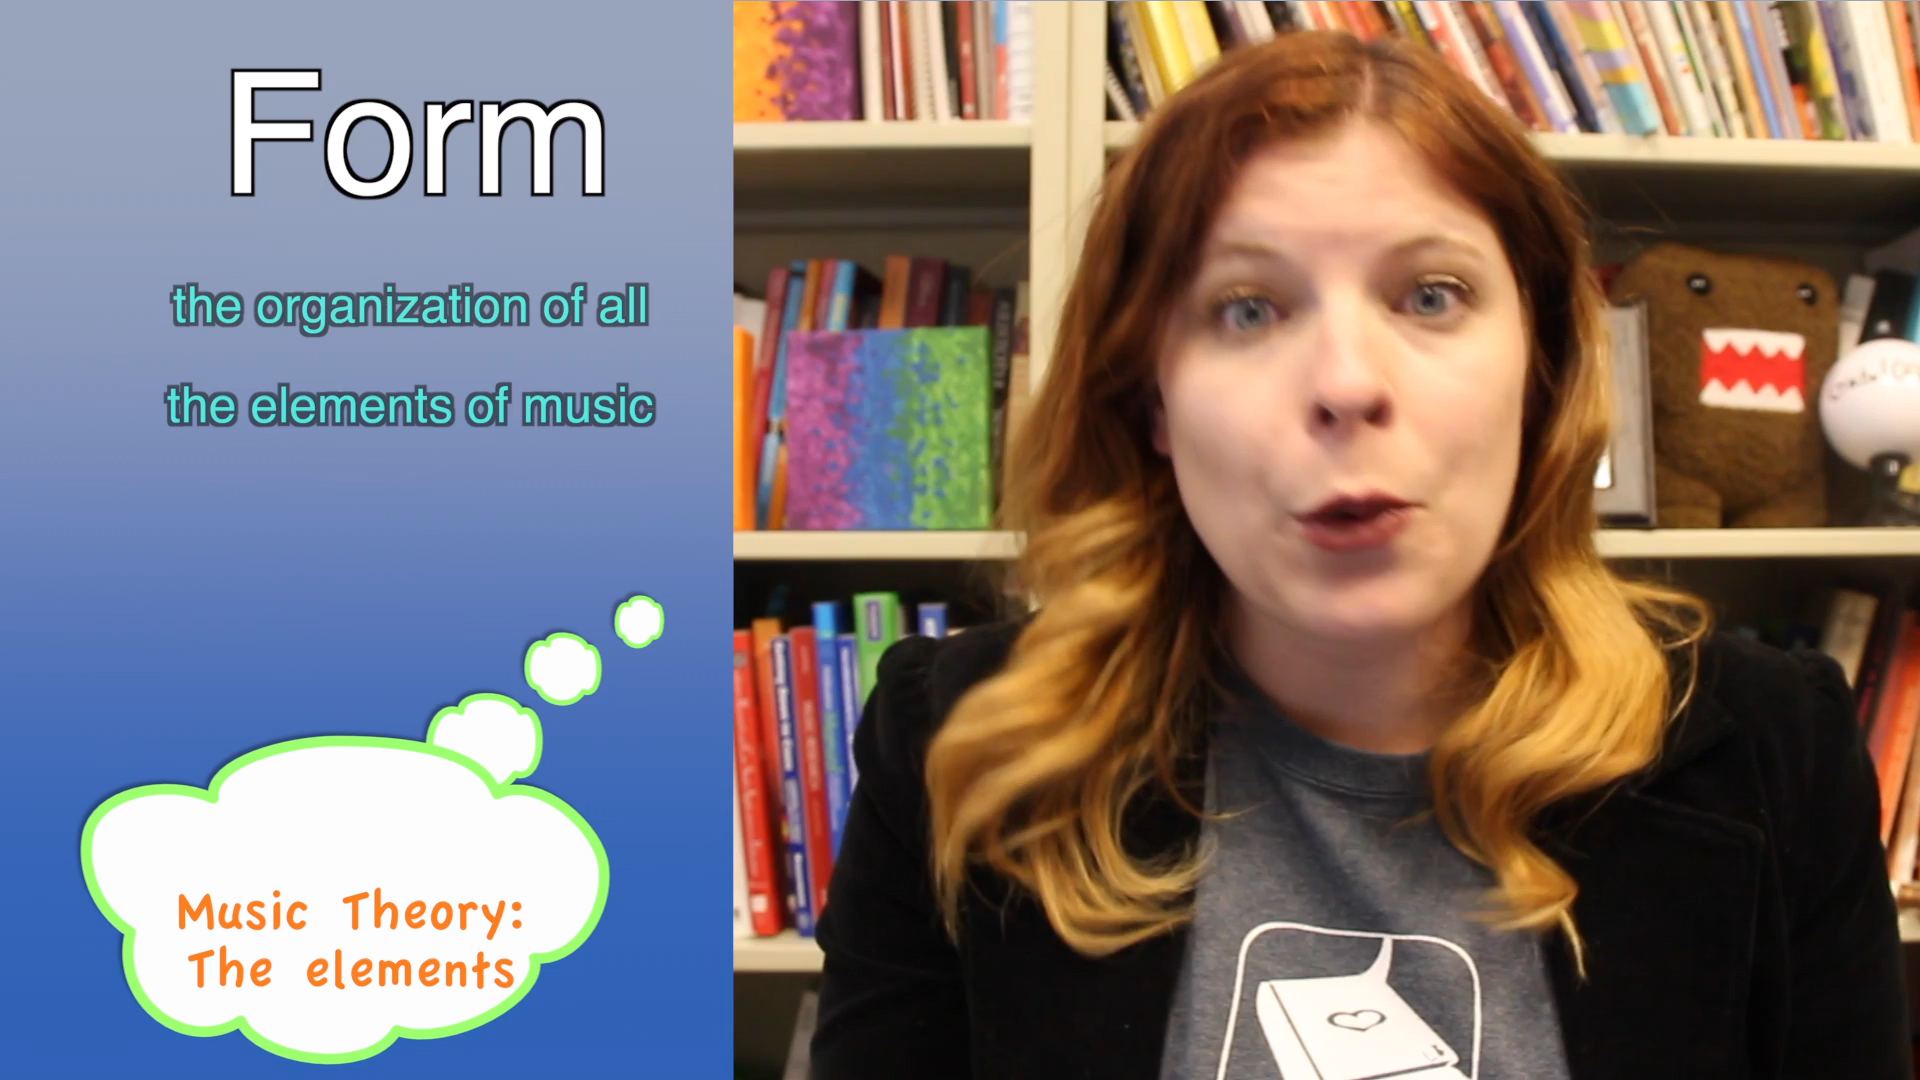 Form
the organization of all
the elements of music
Music Theory:
The elements